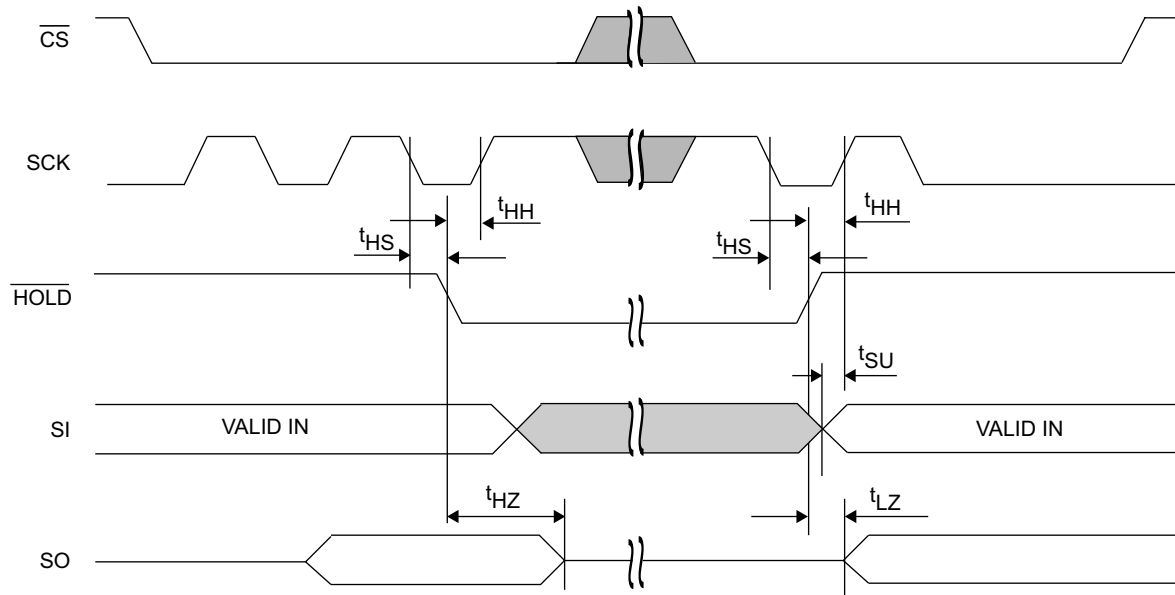 CS
SCK
tHH
tHH
tHS
tHS
HOLD
tSU
SI
VALID IN
VALID IN
tHZ
tLZ
SO